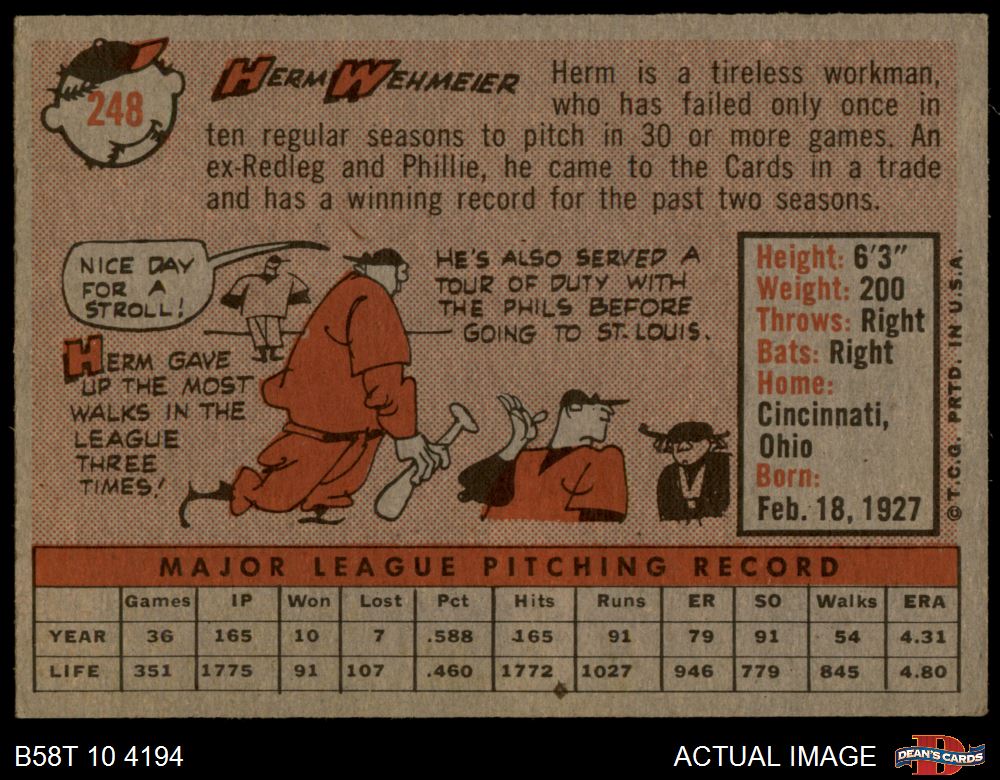 248
HERM WEHMEIER
Herm is a tireless workman,
who has failed only once in
ten regular seasons to pitch in 30 or more games. An
ex-Redleg and Phillie, he came to the Cards in a trade
and has a winning record for the past two seasons.
NICE DAY
FOR A
STROLL!
HERM GAVE
UP THE MOST
WALKS IN THE
LEAGUE
THREE
TIMES!
HE'S ALSO SERVED A
TOUR OF DUTY WITH
THE PHILS BEFORE
GOING TO ST. LOUIS.
Height: 6'3"
Weight: 200
Throws: Right
Bats: Right
Home:
Cincinnati,
Ohio
Born:
Feb. 18, 1927
©T.C.G. PRTD. IN U.S.A.
MAJOR LEAGUE PITCHING RECORD
Games IP Won Lost Pct Hits Runs ER SO Walks ERA
YEAR 36 165 10 7 .588 165 91 79 91 54 4.31
LIFE 351 1775 91 107 .460 1772 1027 946 779 845 4.80
B58T 10 4194
ACTUAL IMAGE
D
DEAN'S CARDS